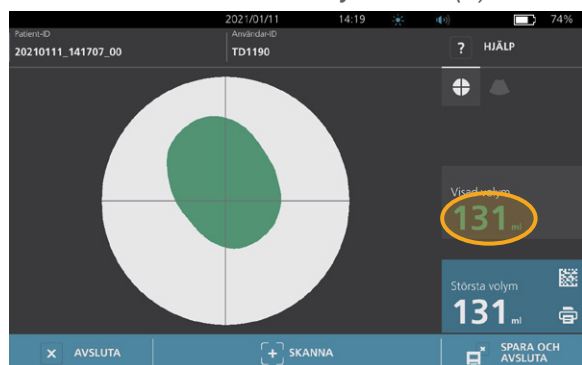 2021/01/11 14:19 74%
Patient-ID
20210111_141707_00
Användar-ID
TD1190
? HJÄLP
Visad volym
131 ml
Största volym
131 ml
X AVSLUTA
+ SKANNA
SPARA OCH
AVSLUTA